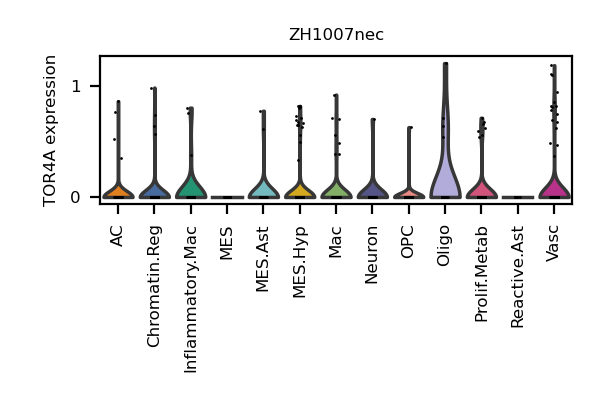 ZH1007nec
TOR4A expression
1
0
AC
Chromatin.Reg
Inflammatory.Mac
MES
MES.Ast
MES.Hyp
Mac
Neuron
OPC
Oligo
Prolif.Metab
Reactive.Ast
Vasc